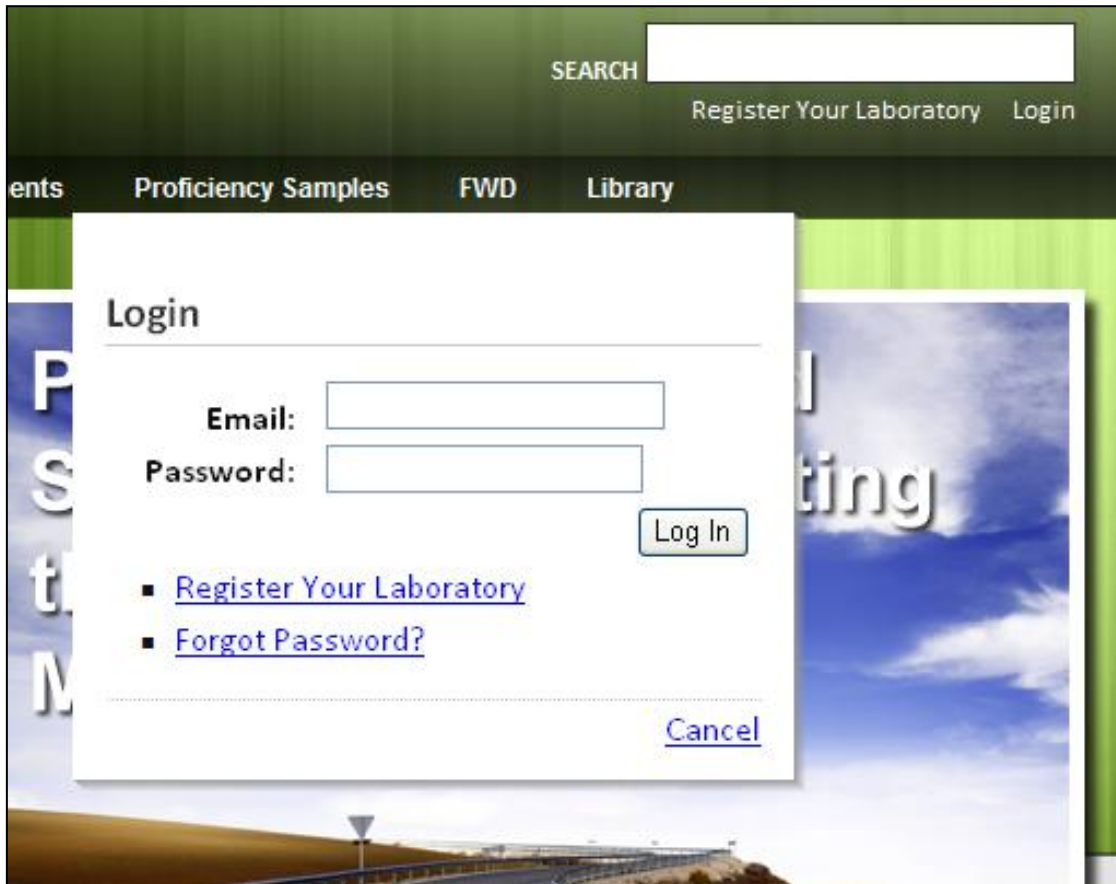 SEARCH
Register Your Laboratory Login
ents Proficiency Samples FWD Library
Login
Email:
Password:
Log In
Register Your Laboratory
Forgot Password?
Cancel